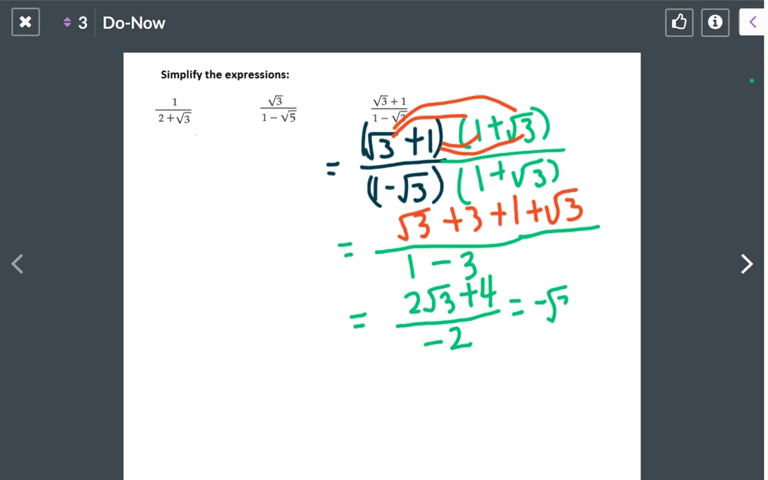 3 Do-Now
Simplify the expressions:
1/(2+√3) √3/(1−√5) (√3+1)/(1−√3)
= (√3+1)(1+√3)/(1-√3)(1+√3)
= (√3+3+1+√3)/(1-3)
= (2√3+4)/-2 = -√